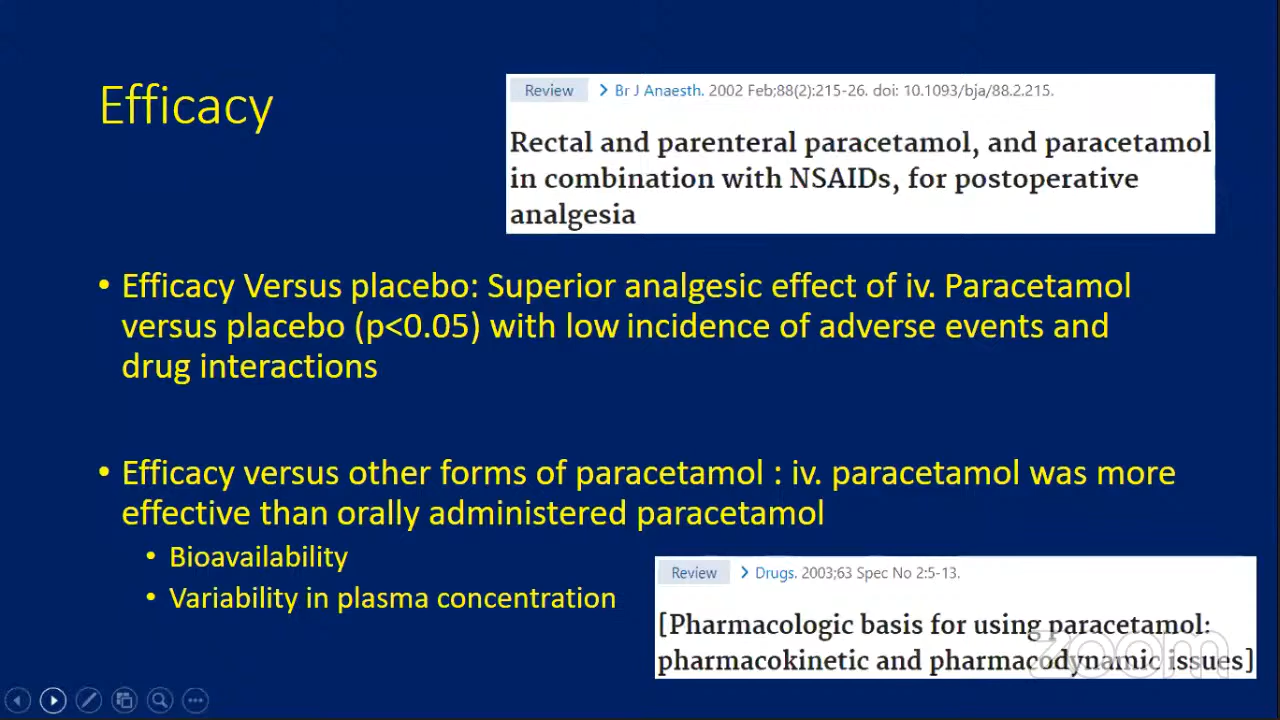 Efficacy
Review > Br J Anaesth. 2002 Feb;88(2):215-26. doi: 10.1093/bja/88.2.215.
Rectal and parenteral paracetamol, and paracetamol
in combination with NSAIDs, for postoperative
analgesia
• Efficacy Versus placebo: Superior analgesic effect of iv. Paracetamol
versus placebo (p<0.05) with low incidence of adverse events and
drug interactions
• Efficacy versus other forms of paracetamol : iv. paracetamol was more
effective than orally administered paracetamol
• Bioavailability
• Variability in plasma concentration
Review > Drugs. 2003;63 Spec No 2:5-13.
[Pharmacologic basis for using paracetamol:
pharmacokinetic and pharmacodynamic issues]
zoom